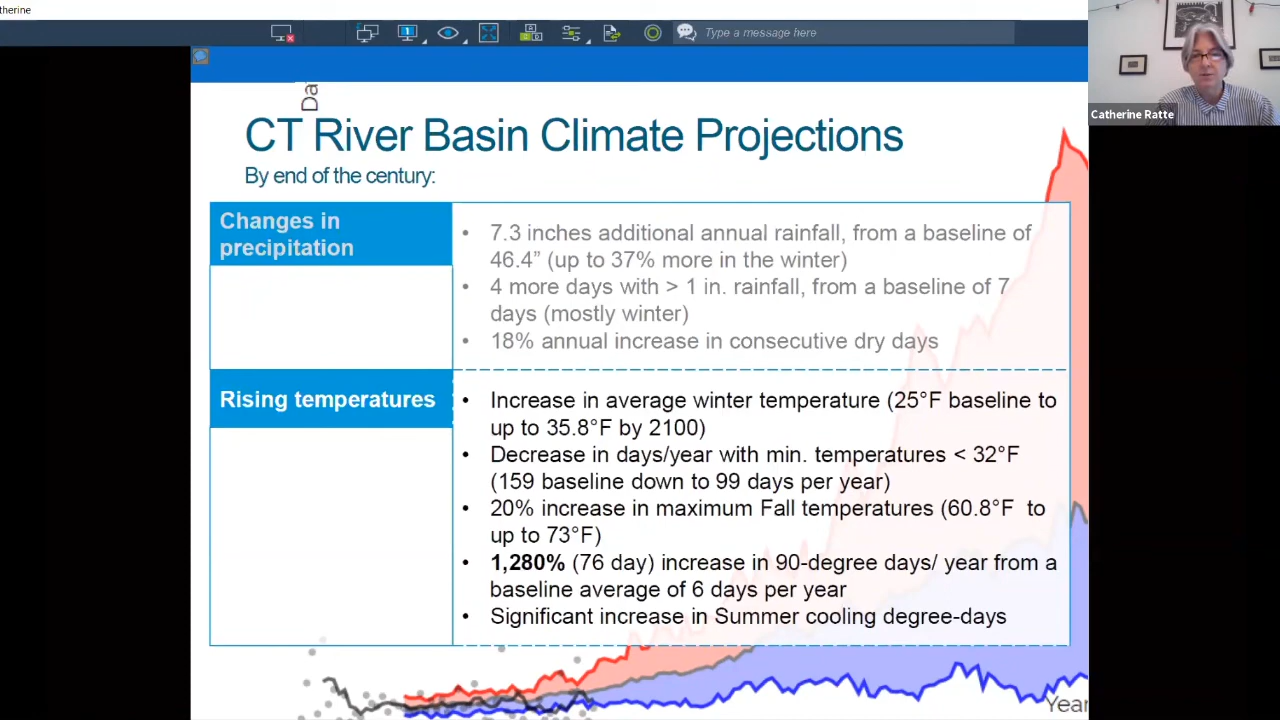 therine
Type a message here
Catherine Ratte
Da
CT River Basin Climate Projections
By end of the century:
Changes in
precipitation
• 7.3 inches additional annual rainfall, from a baseline of
46.4” (up to 37% more in the winter)
• 4 more days with > 1 in. rainfall, from a baseline of 7
days (mostly winter)
• 18% annual increase in consecutive dry days
Rising temperatures
• Increase in average winter temperature (25°F baseline to
up to 35.8°F by 2100)
• Decrease in days/year with min. temperatures < 32°F
(159 baseline down to 99 days per year)
• 20% increase in maximum Fall temperatures (60.8°F to
up to 73°F)
• 1,280% (76 day) increase in 90-degree days/ year from a
baseline average of 6 days per year
• Significant increase in Summer cooling degree-days
Year